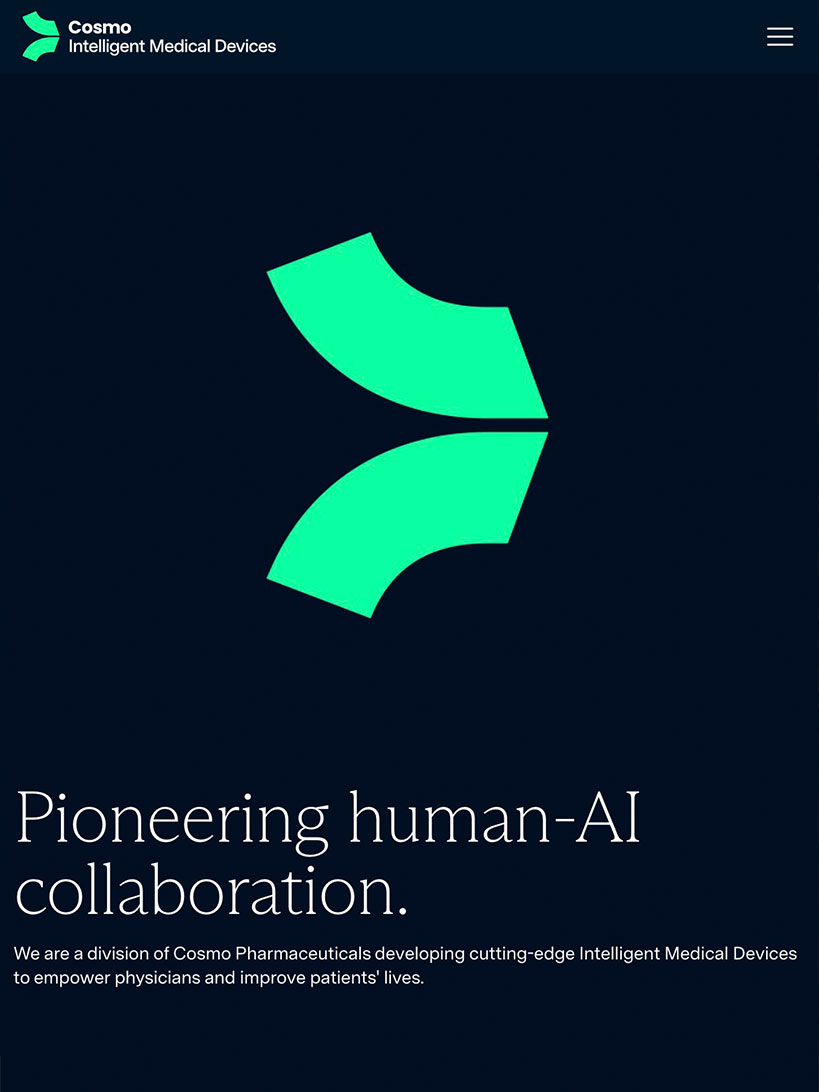 Cosmo
Intelligent Medical Devices
Pioneering human-AI
collaboration.
We are a division of Cosmo Pharmaceuticals developing cutting-edge Intelligent Medical Devices
to empower physicians and improve patients' lives.